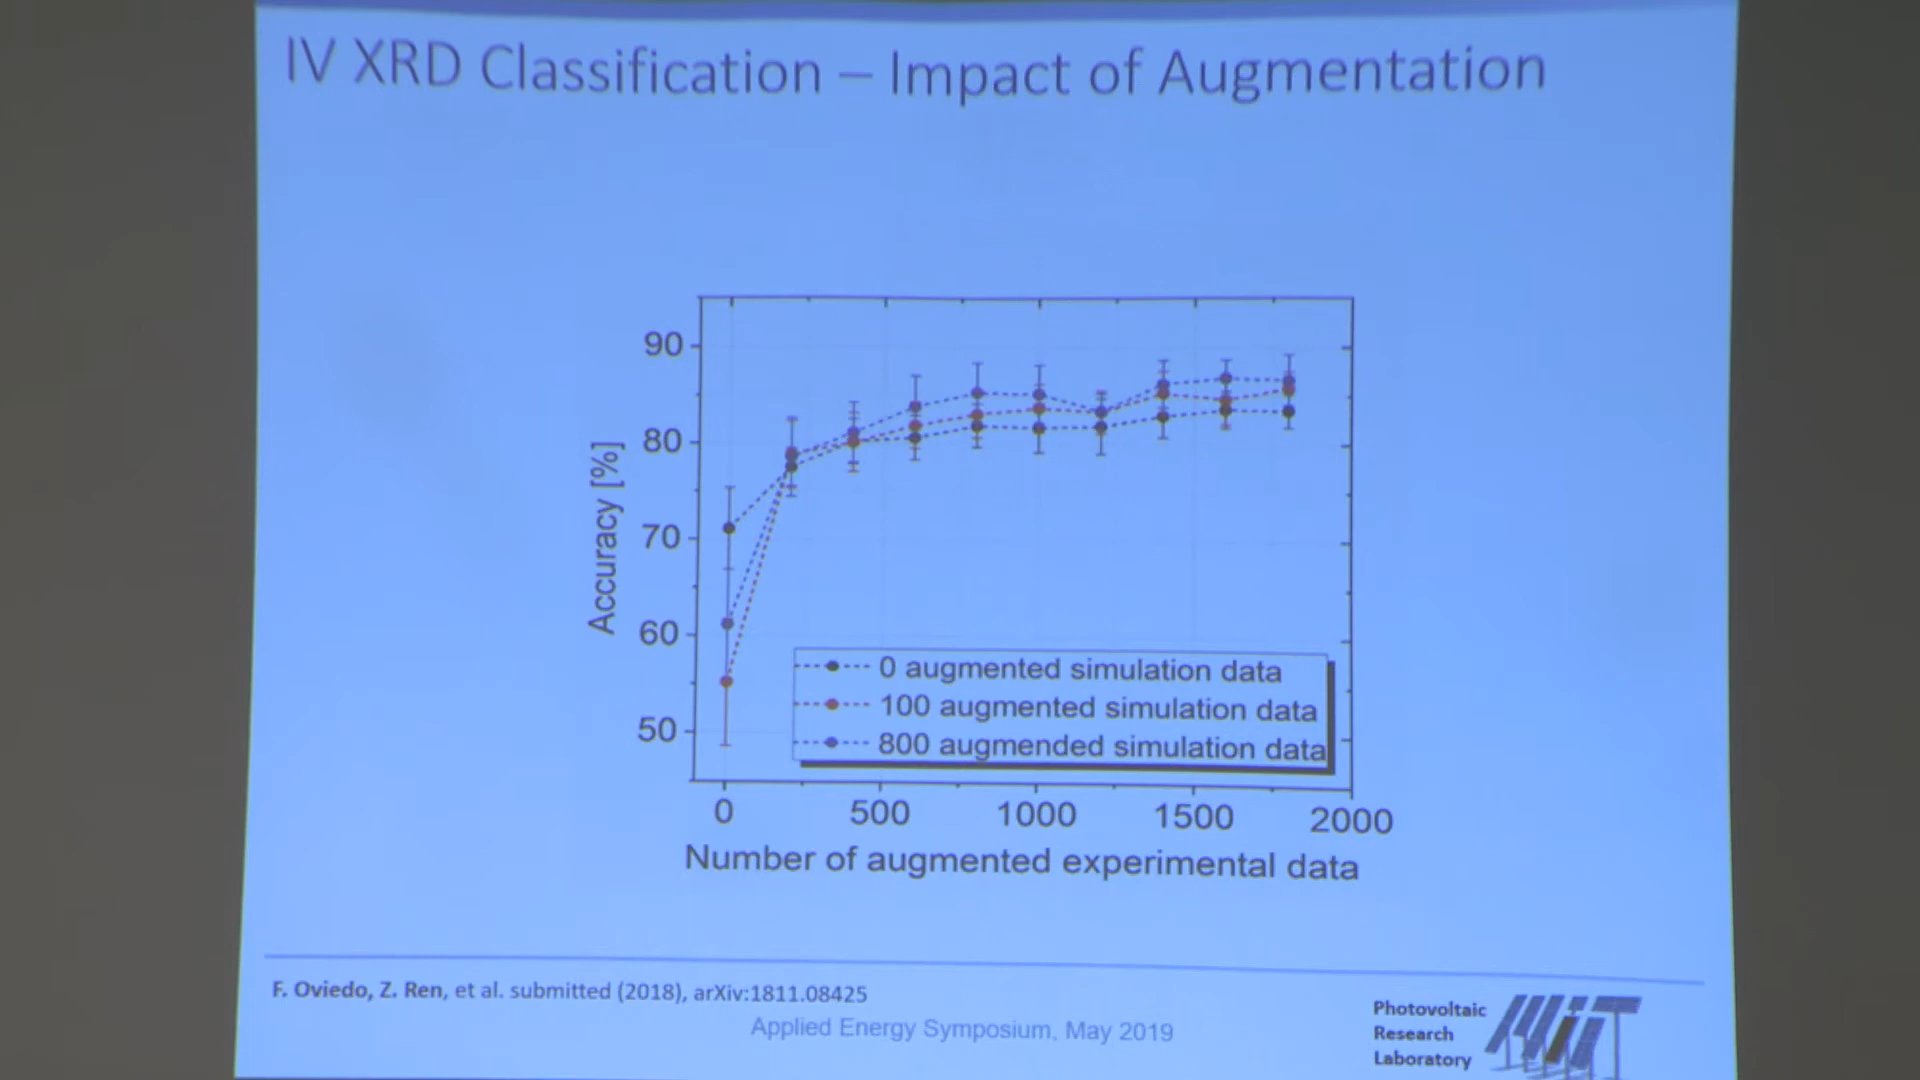 IV XRD Classification – Impact of Augmentation
90
80
70
60
50
Accuracy [%]
0 augmented simulation data
100 augmented simulation data
800 augmended simulation data
0 500 1000 1500 2000
Number of augmented experimental data
F. Oviedo, Z. Ren, et al. submitted (2018), arXiv:1811.08425
Applied Energy Symposium, May 2019
Photovoltaic
Research
Laboratory
MIT